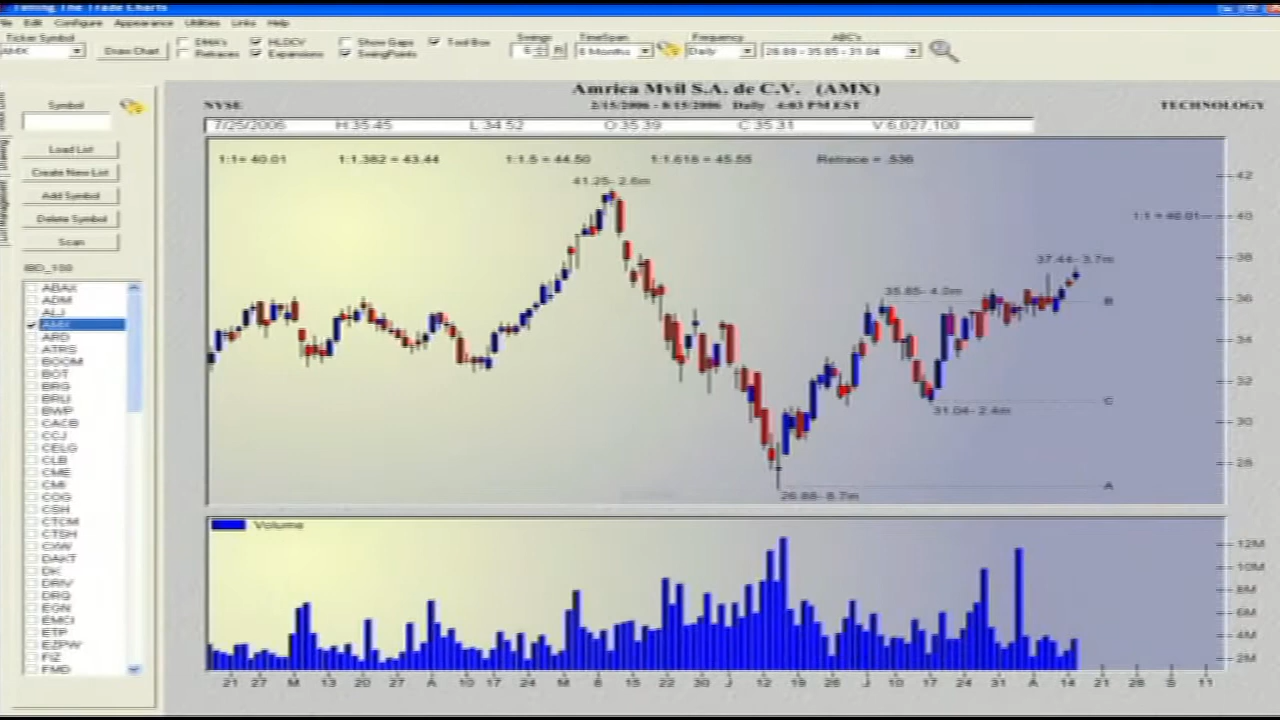 Timing The Trade Charts
File Edit Configure Appearance Utilities Links Help
Ticker Symbol
AMX
Draw Chart
DMA's
Retraces
HLOCV
Expansions
Show Gaps
SwingPoints
Tool Box
Swings
TimeSpan
6 Months
Frequency
Daily
ABC's
26.88 - 35.85 - 31.04
Symbol
Load List
Create New List
Add Symbol
Delete Symbol
Scan
IBD_100
ABAX
ADM
ALJ
AMX
ARD
ATRS
BOOM
BOT
BRG
BRLI
BWP
CACB
CCJ
CELG
CLB
CME
CMI
COG
CSH
CTCM
CTSH
CXW
DAKT
DK
DRIV
DRQ
EGN
EMCI
ETP
EZPW
FIZ
FMD
Amrica Mvil S.A. de C.V. (AMX)
NYSE
2/15/2006 - 8/15/2006 Daily 4:03 PM EST
TECHNOLOGY
7/25/2006 H:35.45 L:34.52 O:35.39 C:35.31 V:6,027,100
1:1= 40.01 1:1.382 = 43.44 1:1.5 = 44.50 1:1.618 = 45.55 Retrace = .536
41.25- 2.6m
42
1:1 = 40.01
40
37.44- 3.7m
38
35.85- 4.0m
B
36
34
32
C
31.04- 2.4m
30
28
A
26.88- 8.7m
Volume
12M
10M
8M
6M
4M
2M
21 27 M 13 20 27 A 10 17 24 M 8 15 22 30 J 12 19 26 J 10 17 24 31 A 14 21 28 S 11